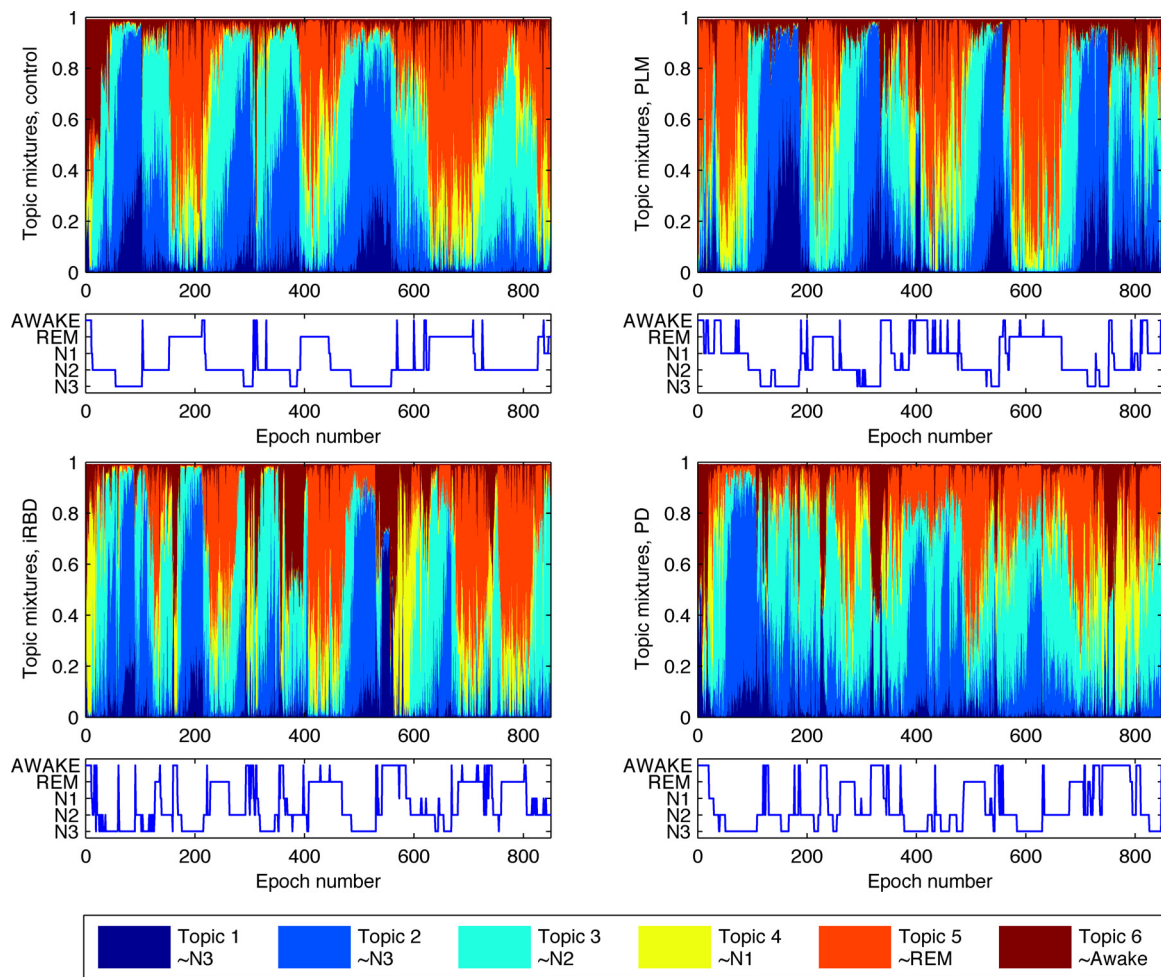 Topic mixtures, control
1
0.8
0.6
0.4
0.2
0
0 200 400 600 800
AWAKE
REM
N1
N2
N3
0 200 400 600 800
Epoch number
Topic mixtures, PLM
1
0.8
0.6
0.4
0.2
0
0 200 400 600 800
AWAKE
REM
N1
N2
N3
0 200 400 600 800
Epoch number
Topic mixtures, iRBD
1
0.8
0.6
0.4
0.2
0
0 200 400 600 800
AWAKE
REM
N1
N2
N3
0 200 400 600 800
Epoch number
Topic mixtures, PD
1
0.8
0.6
0.4
0.2
0
0 200 400 600 800
AWAKE
REM
N1
N2
N3
0 200 400 600 800
Epoch number
Topic 1
~N3
Topic 2
~N3
Topic 3
~N2
Topic 4
~N1
Topic 5
~REM
Topic 6
~Awake